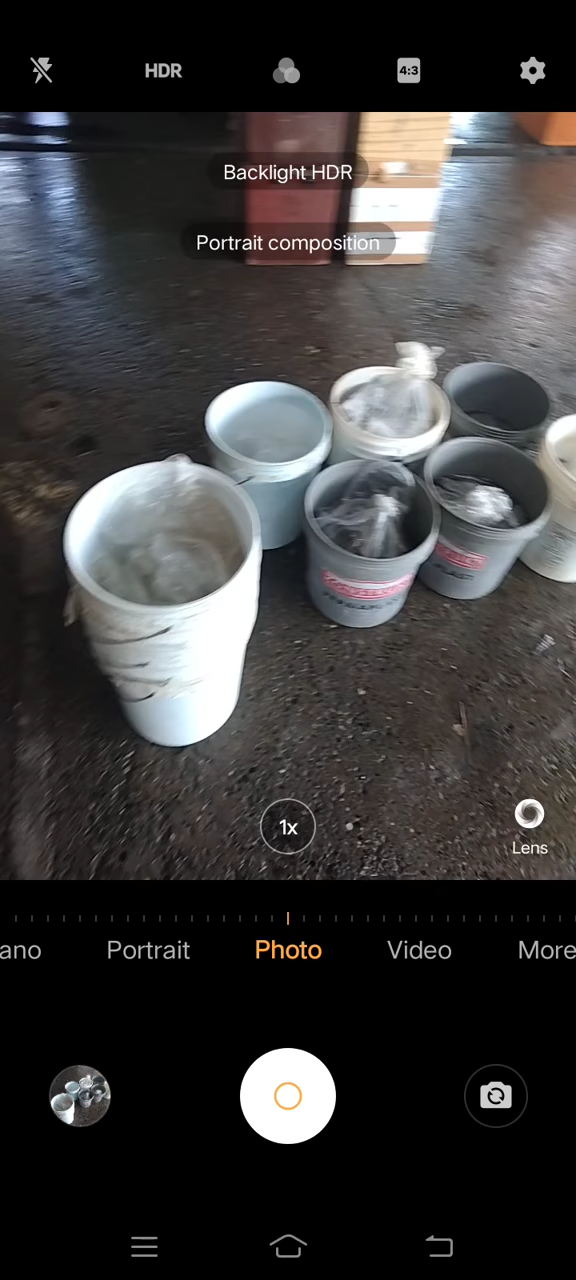 HDR
4:3
Backlight HDR
Portrait composition
1x
Lens
ano Portrait Photo Video More